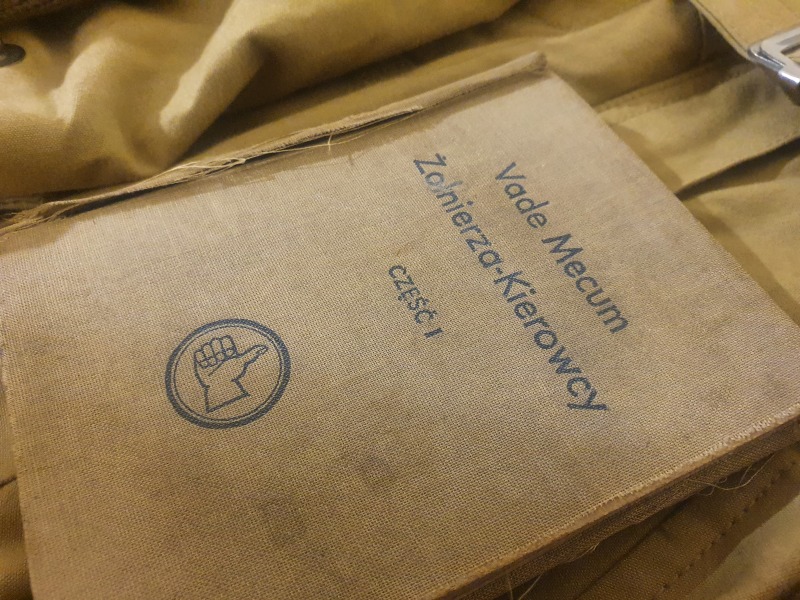 Vade Mecum
Żołnierza-Kierowcy
CZĘŚĆ I